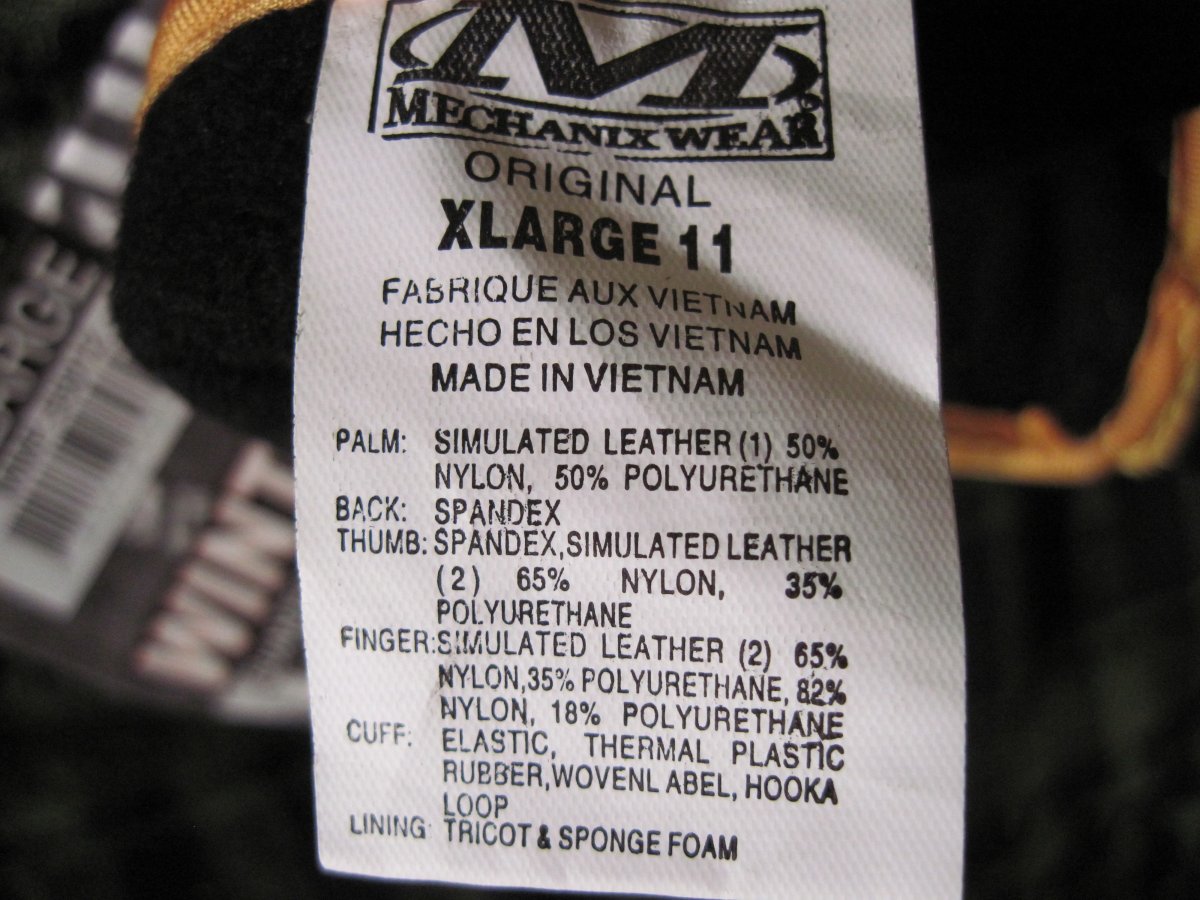 MECHANIX WEAR
ORIGINAL
XLARGE 11
FABRIQUE AUX VIETNAM
HECHO EN LOS VIETNAM
MADE IN VIETNAM
PALM: SIMULATED LEATHER (1) 50%
NYLON, 50% POLYURETHANE
BACK: SPANDEX
THUMB: SPANDEX,SIMULATED LEATHER
(2) 65% NYLON, 35%
POLYURETHANE
FINGER:SIMULATED LEATHER (2) 65%
NYLON,35% POLYURETHANE, 82%
NYLON, 18% POLYURETHANE
CUFF: ELASTIC, THERMAL PLASTIC
RUBBER,WOVENL ABEL, HOOKA
LOOP
LINING: TRICOT & SPONGE FOAM
WINT